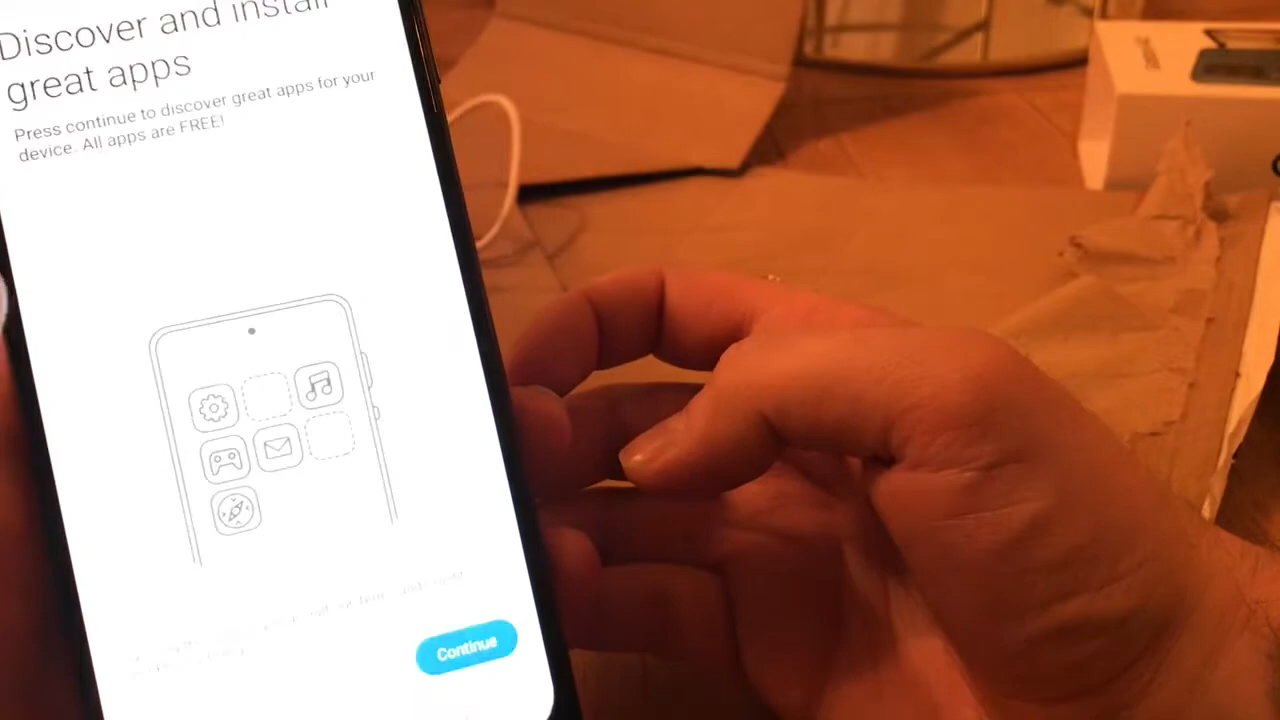 Discover and install
great apps
Press continue to discover great apps for your
device. All apps are FREE!
Continue